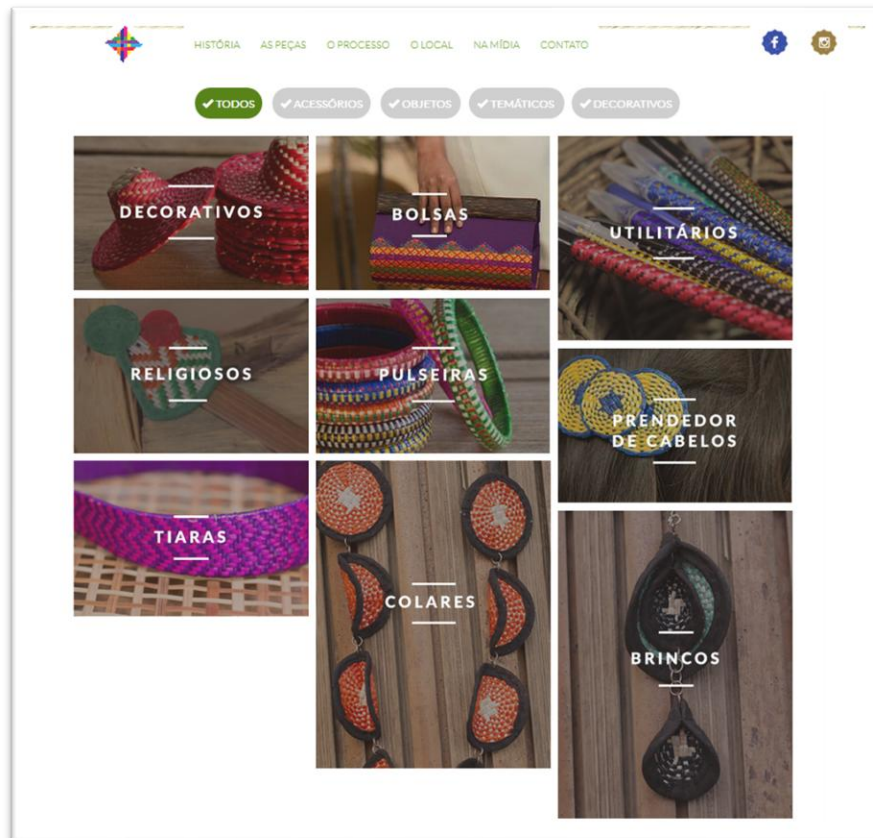 HISTÓRIA AS PEÇAS O PROCESSO O LOCAL NA MÍDIA CONTATO
TODOS ACESSÓRIOS OBJETOS TEMÁTICOS DECORATIVOS
DECORATIVOS
BOLSAS
UTILITÁRIOS
RELIGIOSOS
PULSEIRAS
PRENDEDOR
DE CABELOS
TIARAS
COLARES
BRINCOS